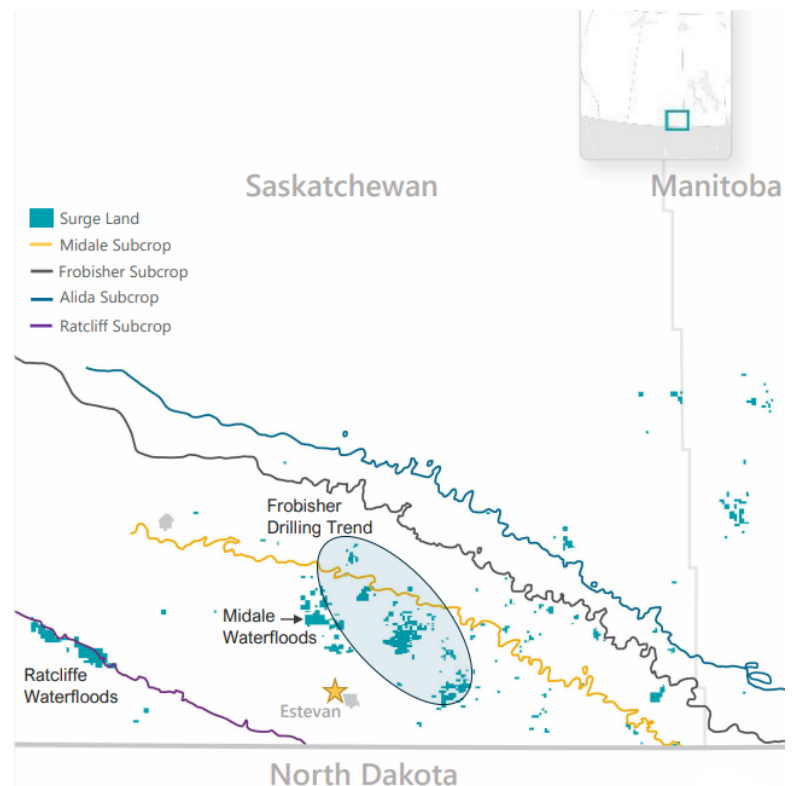 Saskatchewan
Manitoba
Surge Land
Midale Subcrop
Frobisher Subcrop
Alida Subcrop
Ratcliff Subcrop
Frobisher
Drilling Trend
Midale
Waterfloods
Ratcliffe
Waterfloods
Estevan
North Dakota